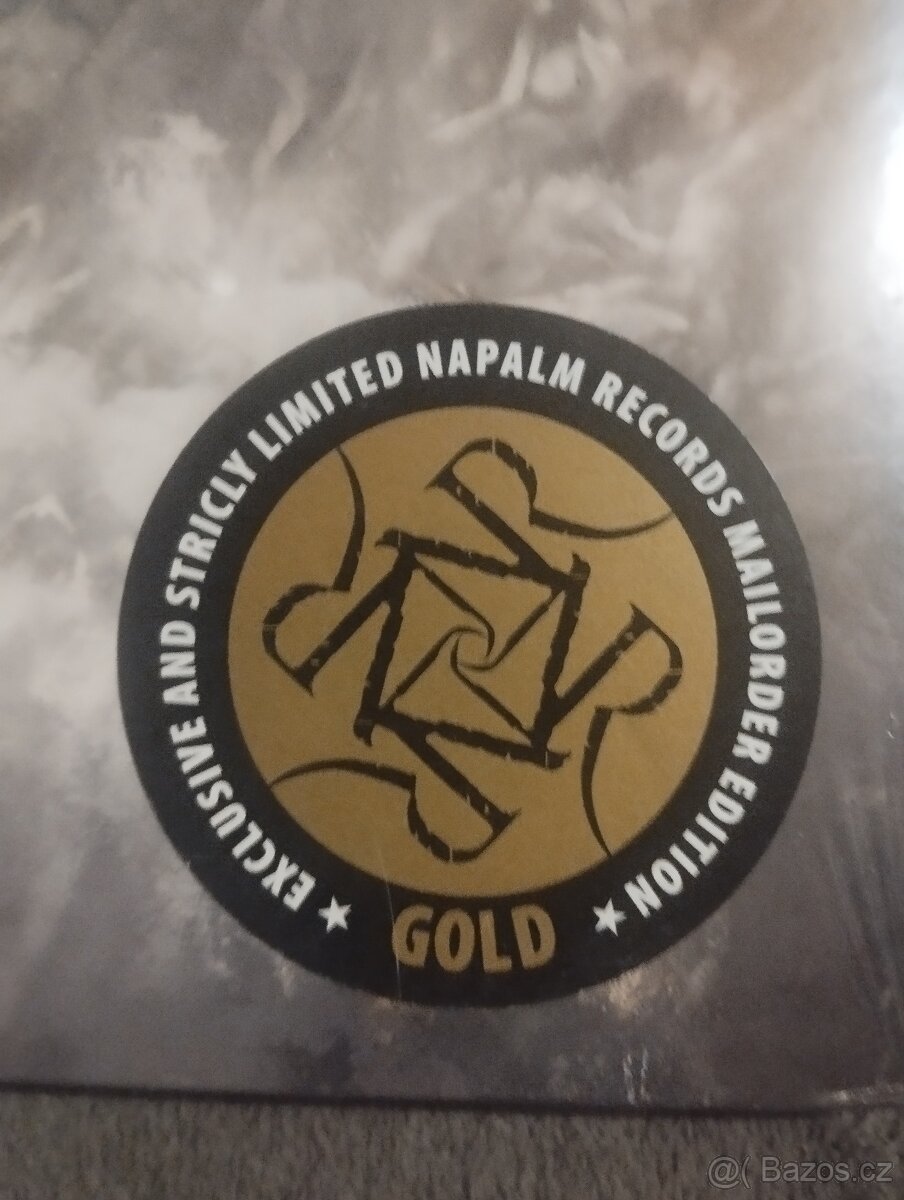 ★ EXCLUSIVE AND STRICLY LIMITED NAPALM RECORDS MAILORDER EDITION ★
GOLD
@( Bazos.cz